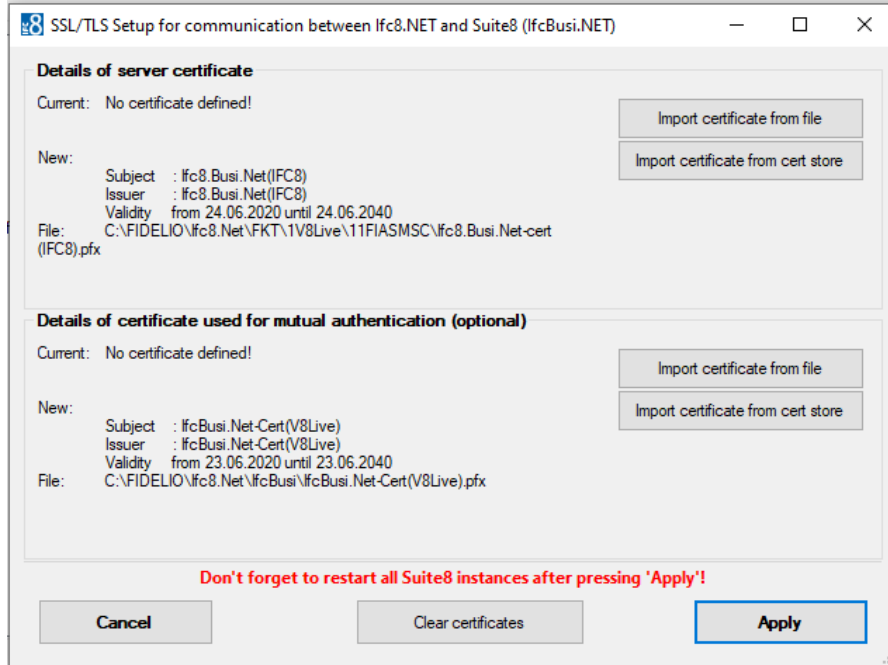 SSL/TLS Setup for communication between Ifc8.NET and Suite8 (IfcBusi.NET)
Details of server certificate
Current: No certificate defined!
Import certificate from file
Import certificate from cert store
New:
Subject : Ifc8.Busi.Net(IFC8)
Issuer : Ifc8.Busi.Net(IFC8)
Validity from 24.06.2020 until 24.06.2040
File: C:\FIDELIO\Ifc8.Net\FKT\1V8Live\11FIASMSC\Ifc8.Busi.Net-cert
(IFC8).pfx
Details of certificate used for mutual authentication (optional)
Current: No certificate defined!
Import certificate from file
Import certificate from cert store
New:
Subject : IfcBusi.Net-Cert(V8Live)
Issuer : IfcBusi.Net-Cert(V8Live)
Validity from 23.06.2020 until 23.06.2040
File: C:\FIDELIO\Ifc8.Net\IfcBusi\IfcBusi.Net-Cert(V8Live).pfx
Don't forget to restart all Suite8 instances after pressing 'Apply'!
Cancel
Clear certificates
Apply